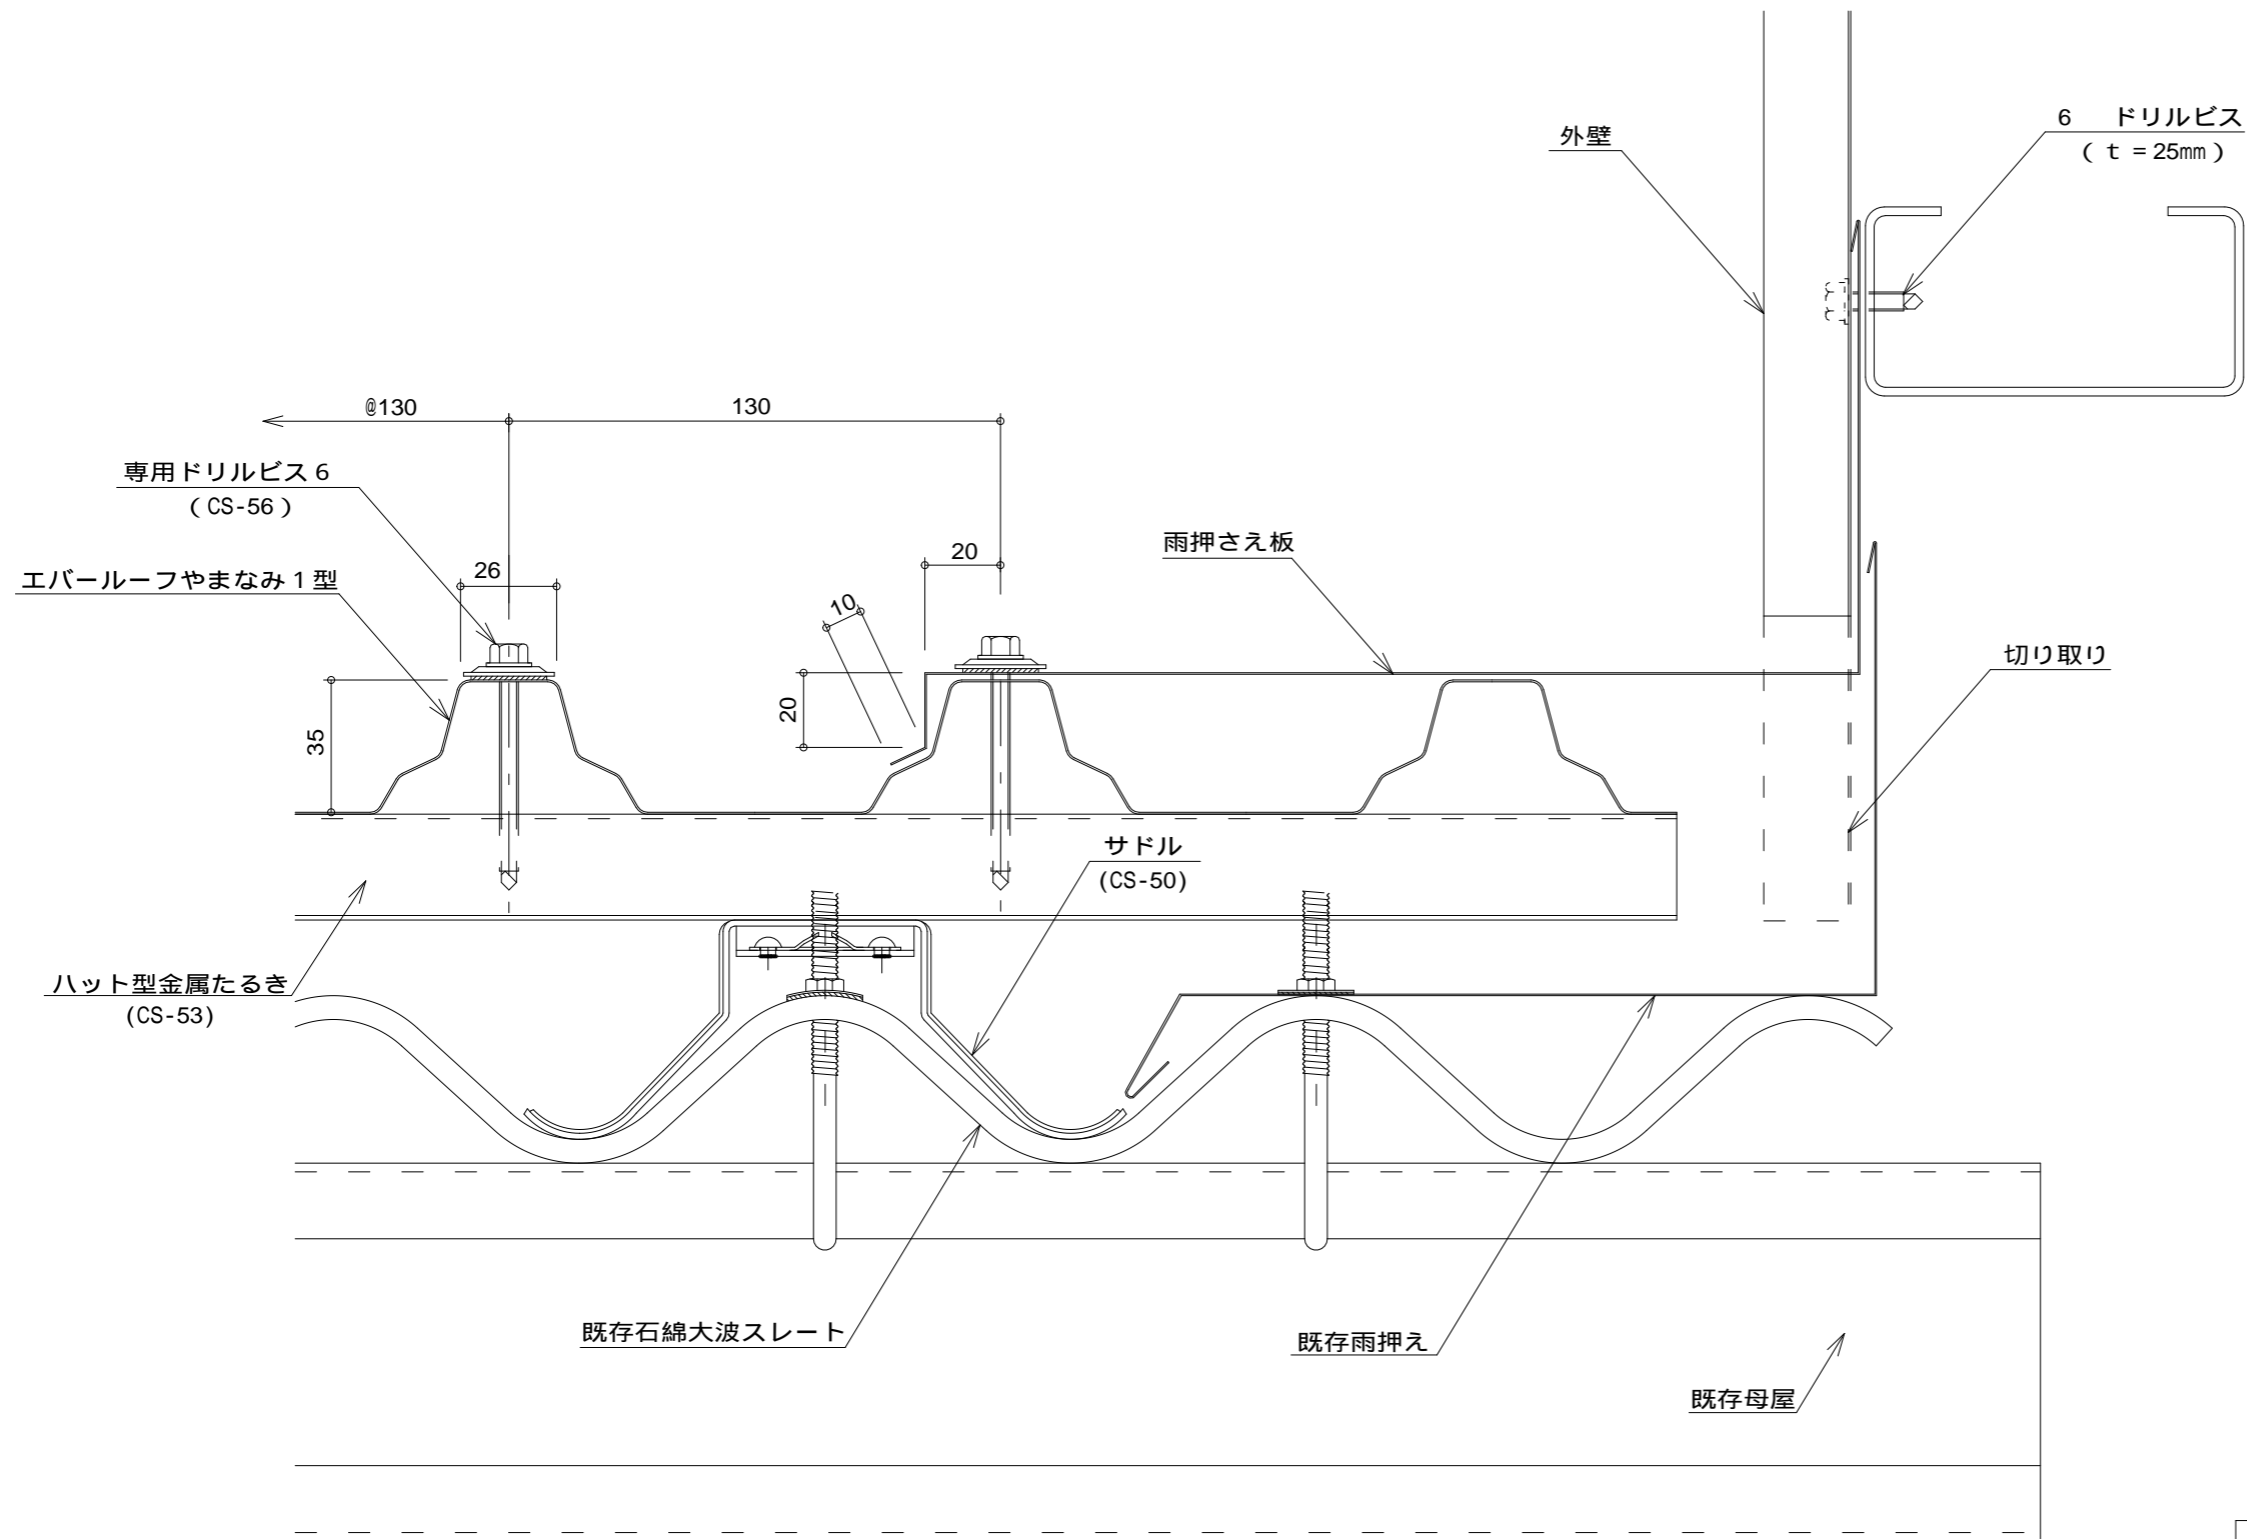 6 ドリルビス
( t =25㎜ )
外壁
@130
130
専用ドリルビス6
( CS-56 )
雨押さえ板
20
26
エバールーフやまなみ1型
10
切り取り
20
35
サドル
(CS-50)
ハット型金属たるき
(CS-53)
既存石綿大波スレート
既存雨押え
既存母屋